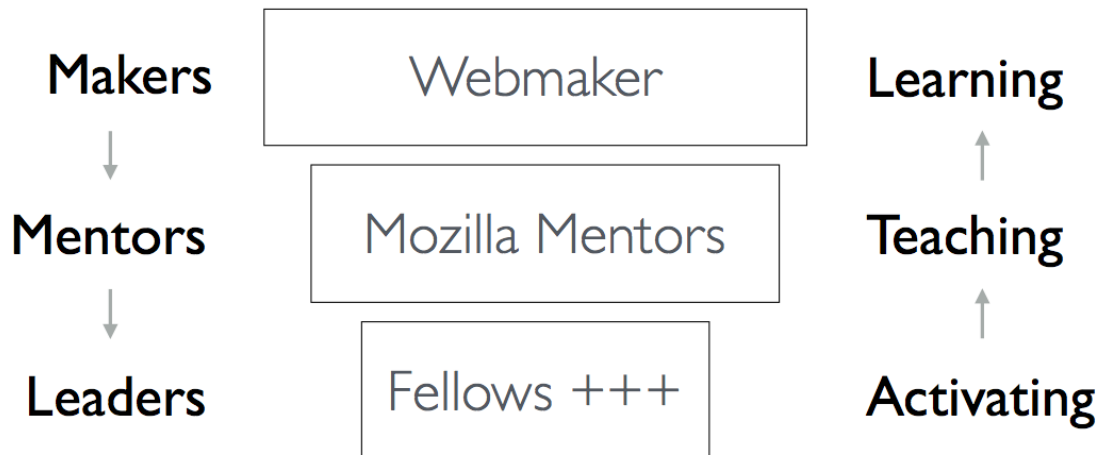 Makers Webmaker Learning
Mentors Mozilla Mentors Teaching
Leaders Fellows +++ Activating